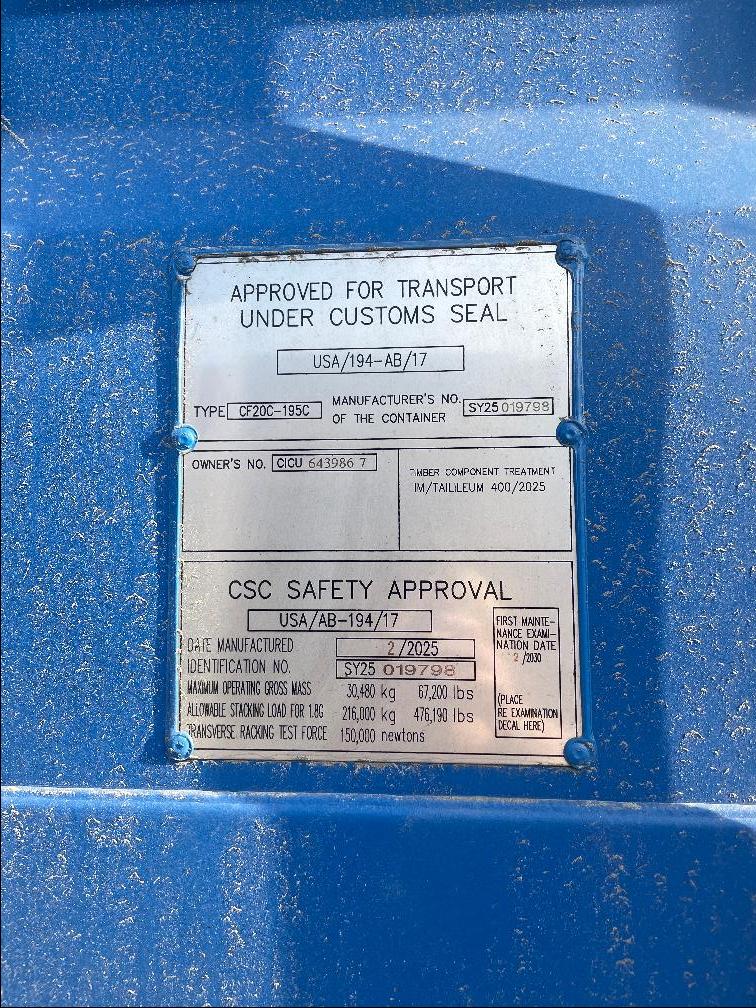 APPROVED FOR TRANSPORT
UNDER CUSTOMS SEAL
USA/194-AB/17
TYPE CF20C-195C MANUFACTURER'S NO. OF THE CONTAINER SY25 019798
OWNER'S NO. CICU 643986 7
TIMBER COMPONENT TREATMENT
IM/TAILILEUM 400/2025
CSC SAFETY APPROVAL
USA/AB-194/17
DATE MANUFACTURED 2/2025
IDENTIFICATION NO. SY25 019798
MAXIMUM OPERATING GROSS MASS 30,480 kg 67,200 lbs
ALLOWABLE STACKING LOAD FOR 1.8G 216,000 kg 476,190 lbs
TRANSVERSE RACKING TEST FORCE 150,000 newtons
FIRST MAINTE-
NANCE EXAMI-
NATION DATE
2 /2030
(PLACE
RE EXAMINATION
DECAL HERE)